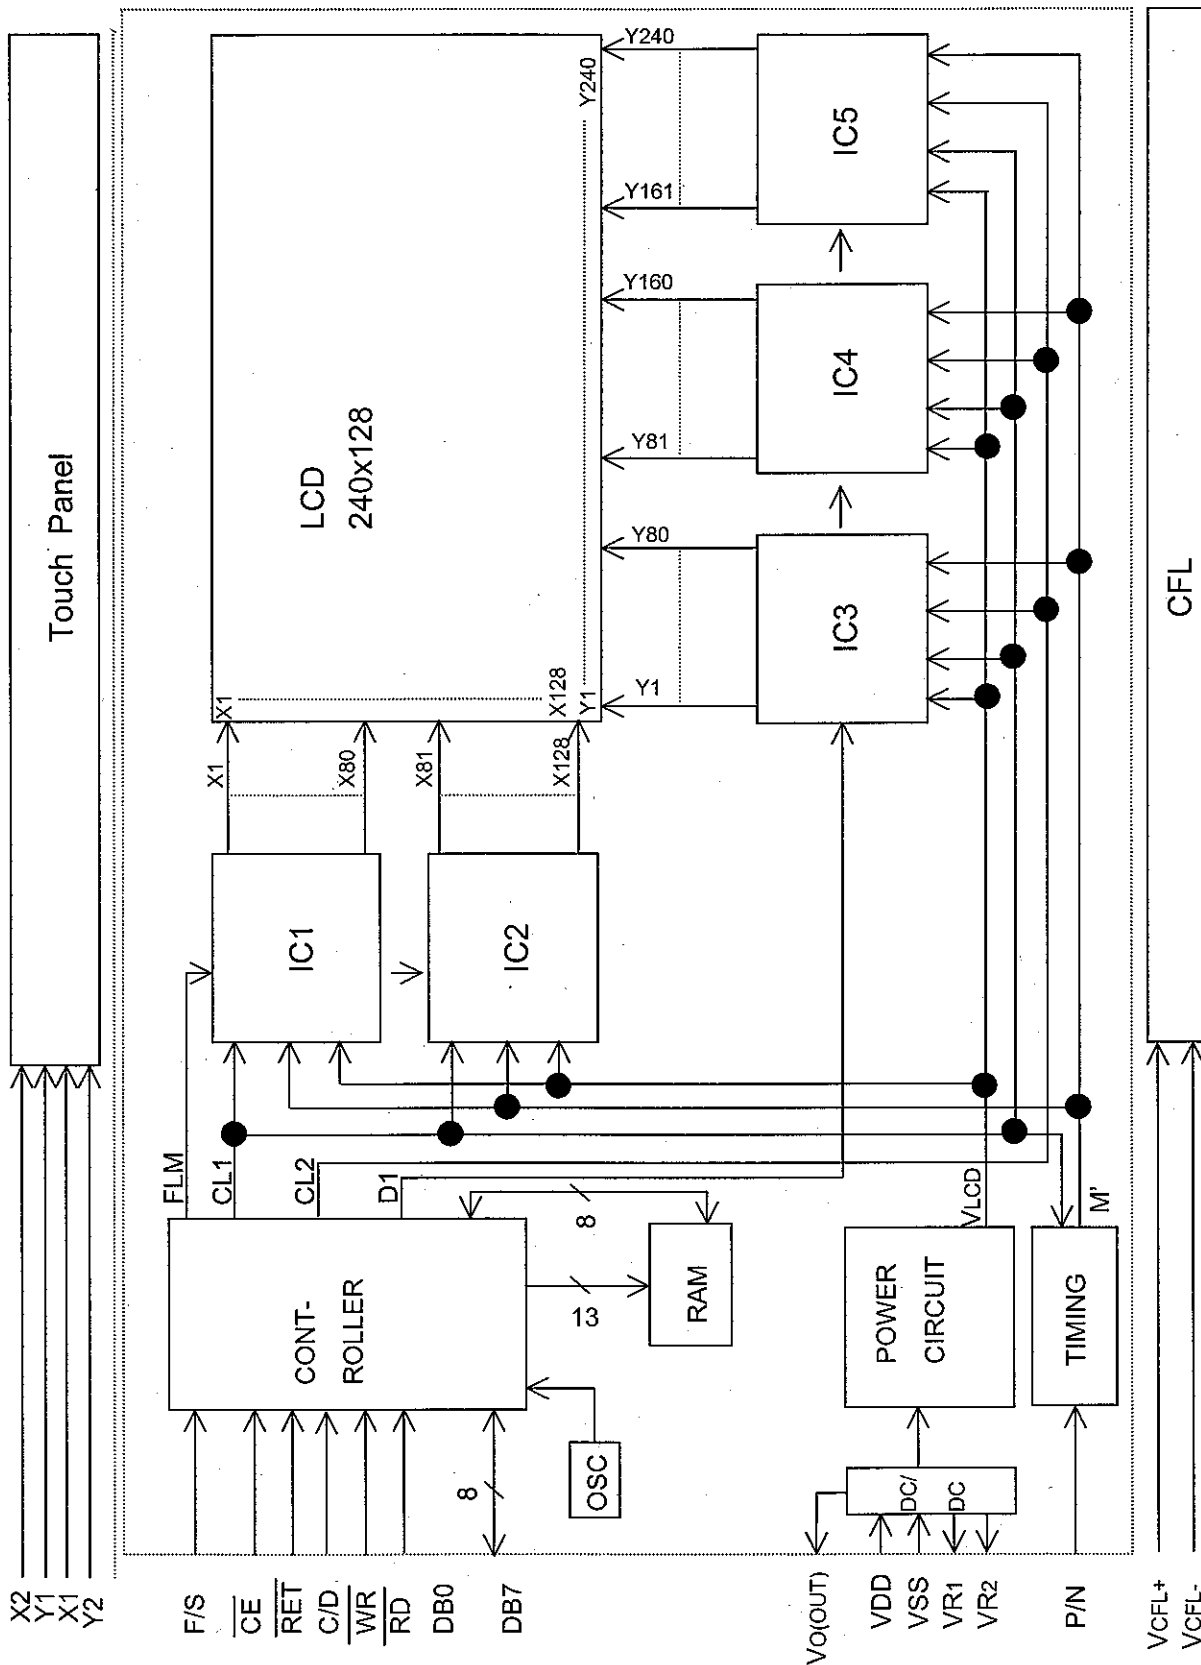 Touch Panel
X2
Y1
X1
Y2
F/S
CE
RET
C/D
WR
RD
DB0
DB7
8
CONT-
ROLLER
OSC
FLM
CL1
CL2
D1
8
13
RAM
IC1
IC2
X1
X80
X81
X128
X1
X128
Y1
Y240
LCD
240x128
Y1
Y80
Y81
Y160
Y161
Y240
IC3
IC4
IC5
VO(OUT)
VDD
VSS
VR1
VR2
DC/
DC
POWER
CIRCUIT
VLCD
P/N
TIMING
M'
VCFL+
VCFL-
CFL